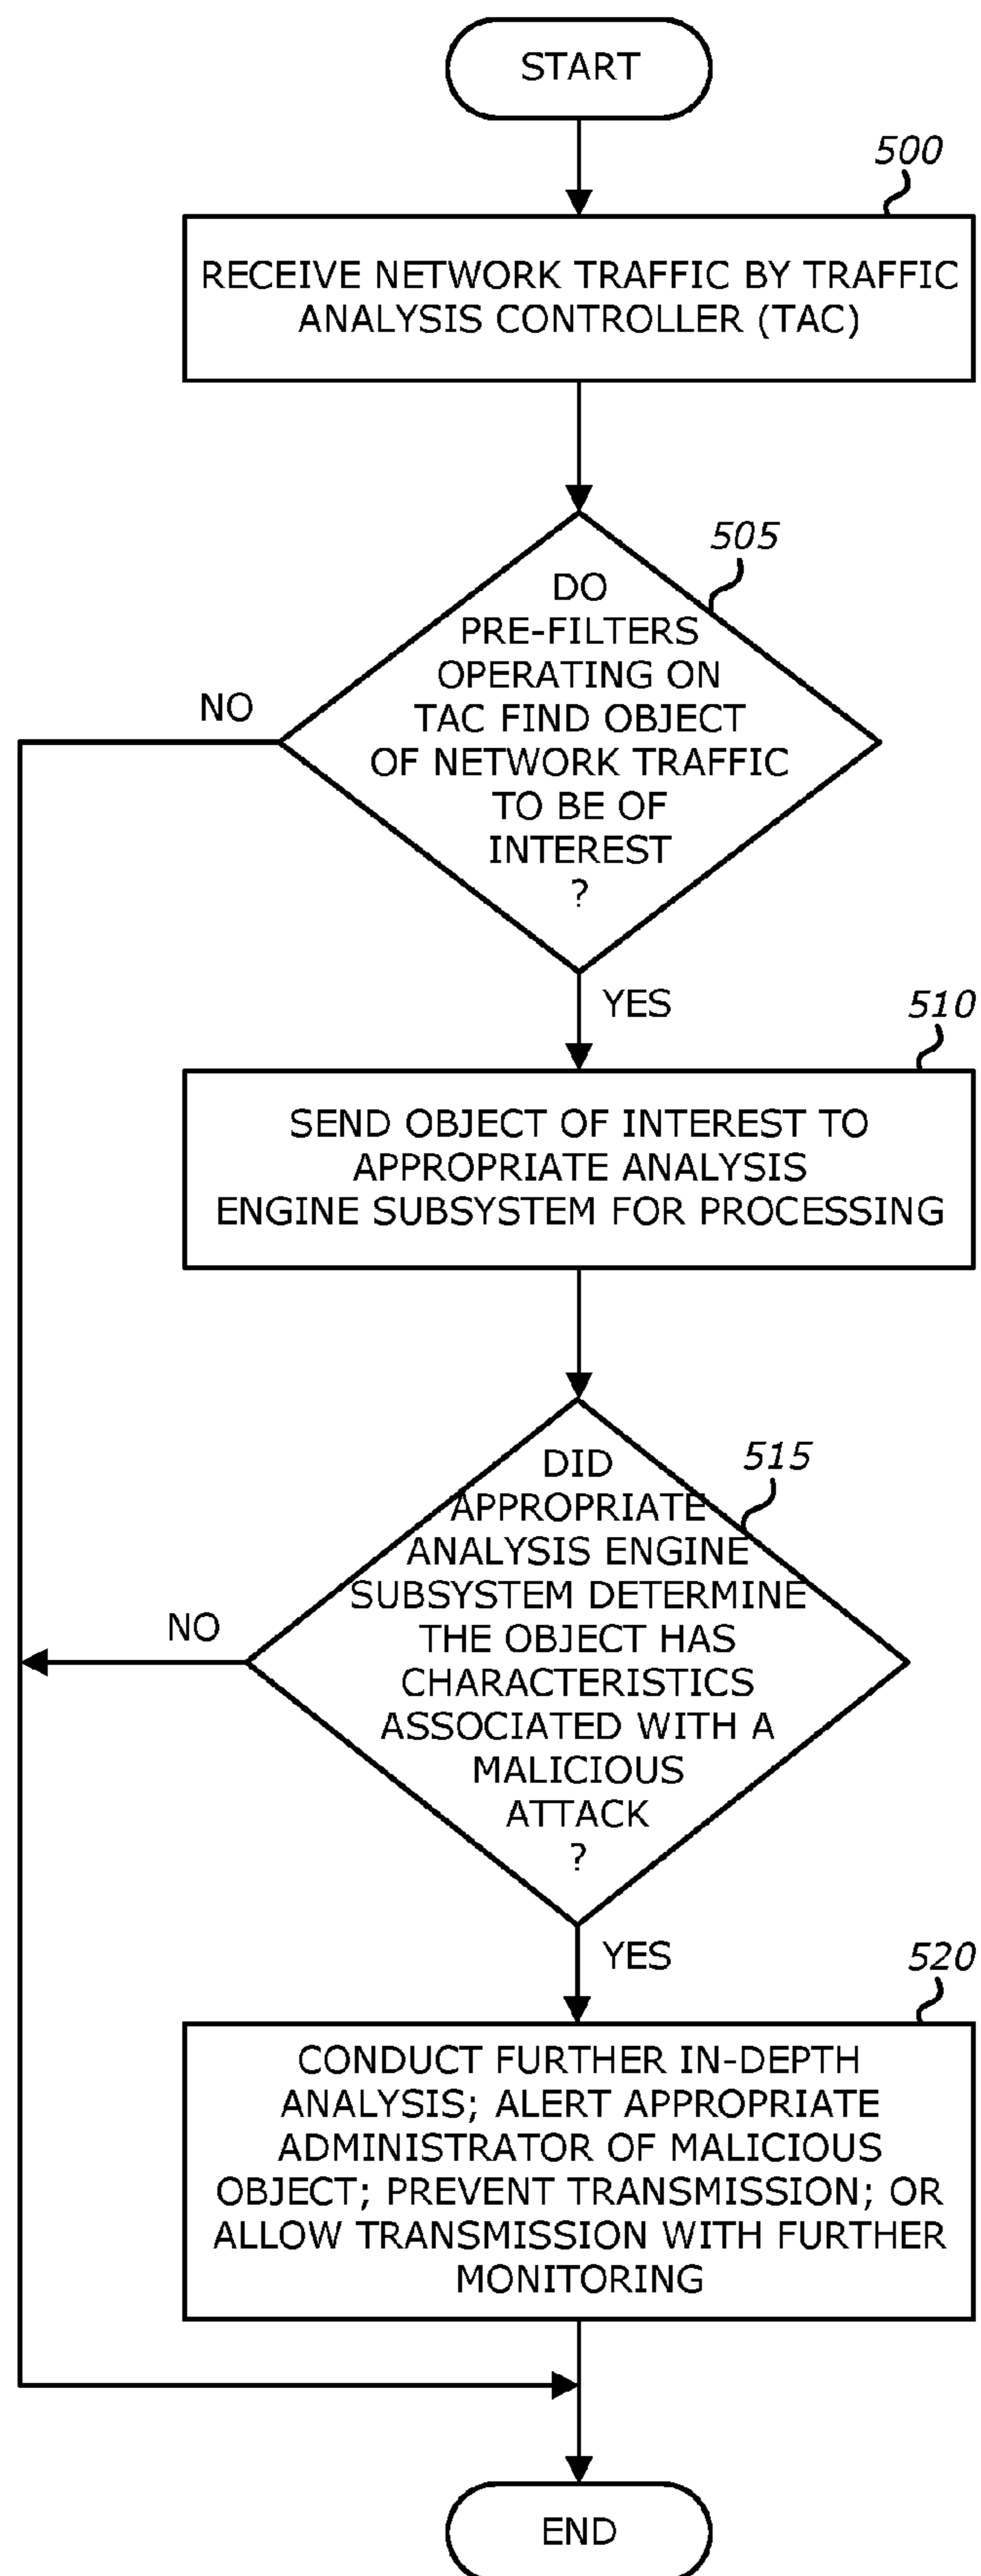 START
500
RECEIVE NETWORK TRAFFIC BY TRAFFIC
ANALYSIS CONTROLLER (TAC)
505
DO
PRE-FILTERS
OPERATING ON
TAC FIND OBJECT
OF NETWORK TRAFFIC
TO BE OF
INTEREST
?
NO
YES
510
SEND OBJECT OF INTEREST TO
APPROPRIATE ANALYSIS
ENGINE SUBSYSTEM FOR PROCESSING
515
DID
APPROPRIATE
ANALYSIS ENGINE
SUBSYSTEM DETERMINE
THE OBJECT HAS
CHARACTERISTICS
ASSOCIATED WITH A
MALICIOUS
ATTACK
?
NO
YES
520
CONDUCT FURTHER IN-DEPTH
ANALYSIS; ALERT APPROPRIATE
ADMINISTRATOR OF MALICIOUS
OBJECT; PREVENT TRANSMISSION; OR
ALLOW TRANSMISSION WITH FURTHER
MONITORING
END